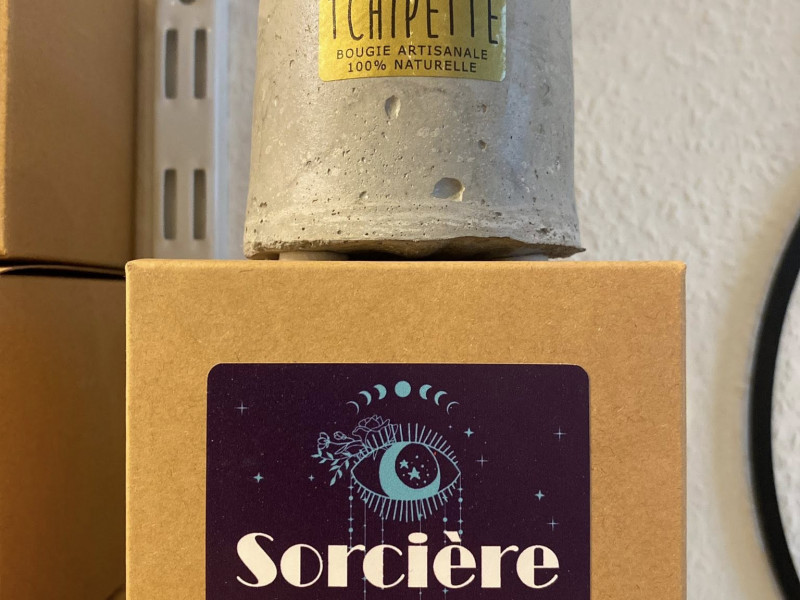 TCHIPETTE
BOUGIE ARTISANALE
100% NATURELLE
Sorcière